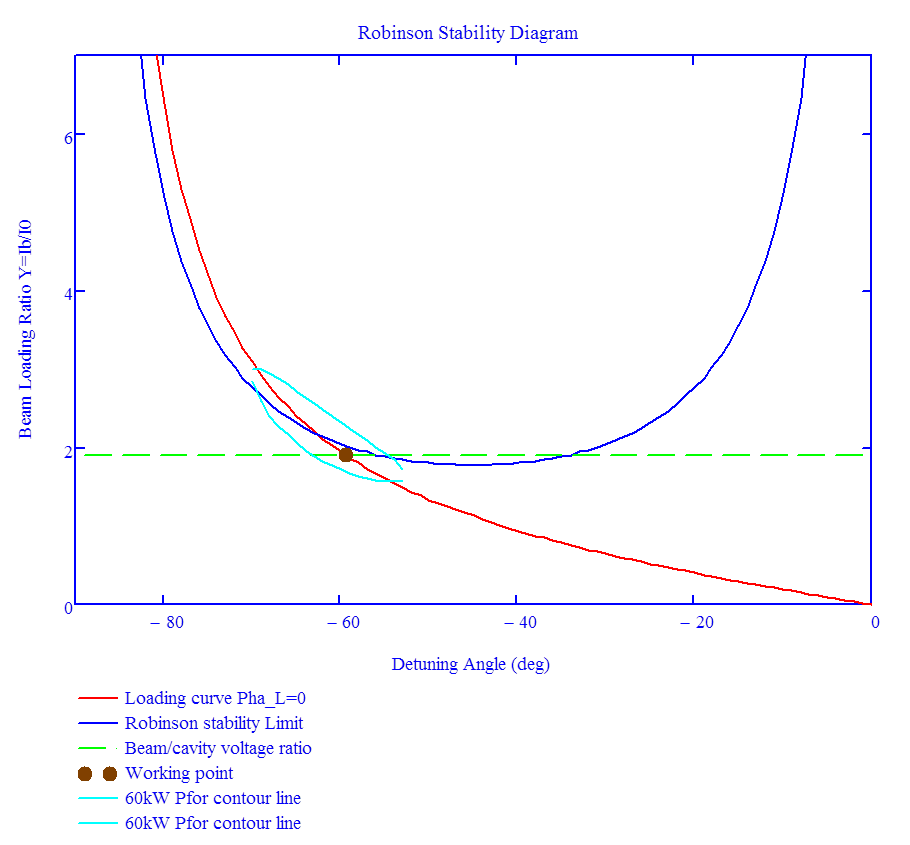 Robinson Stability Diagram
Beam Loading Ratio Y=Ib/I0
6
4
2
0
– 80
– 60
– 40
– 20
0
Detuning Angle (deg)
Loading curve Pha_L=0
Robinson stability Limit
Beam/cavity voltage ratio
Working point
60kW Pfor contour line
60kW Pfor contour line